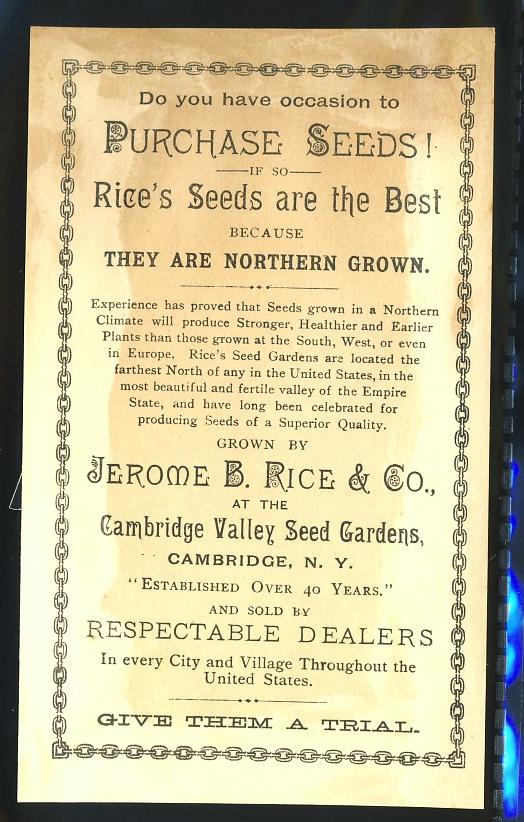 Do you have occasion to
PURCHASE SEEDS!
IF SO
Rice's Seeds are the Best
BECAUSE
THEY ARE NORTHERN GROWN.
Experience has proved that Seeds grown in a Northern
Climate will produce Stronger, Healthier and Earlier
Plants than those grown at the South, West, or even
in Europe. Rice's Seed Gardens are located the
farthest North of any in the United States, in the
most beautiful and fertile valley of the Empire
State, and have long been celebrated for
producing Seeds of a Superior Quality.
GROWN BY
JEROME B. RICE & CO.,
AT THE
Cambridge Valley Seed Gardens,
CAMBRIDGE, N. Y.
"ESTABLISHED OVER 40 YEARS."
AND SOLD BY
RESPECTABLE DEALERS
In every City and Village Throughout the
United States.
GIVE THEM A TRIAL.